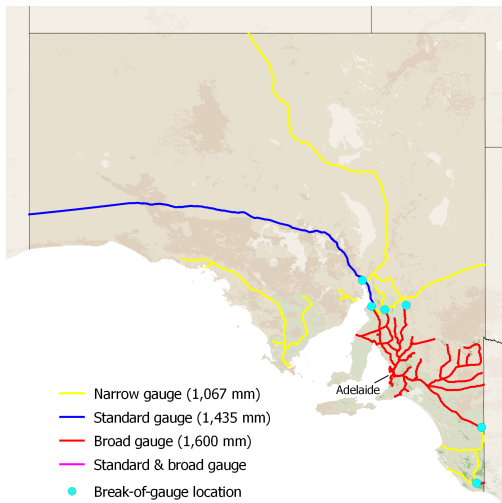 Adelaide
Narrow gauge (1,067 mm)
Standard gauge (1,435 mm)
Broad gauge (1,600 mm)
Standard & broad gauge
Break-of-gauge location